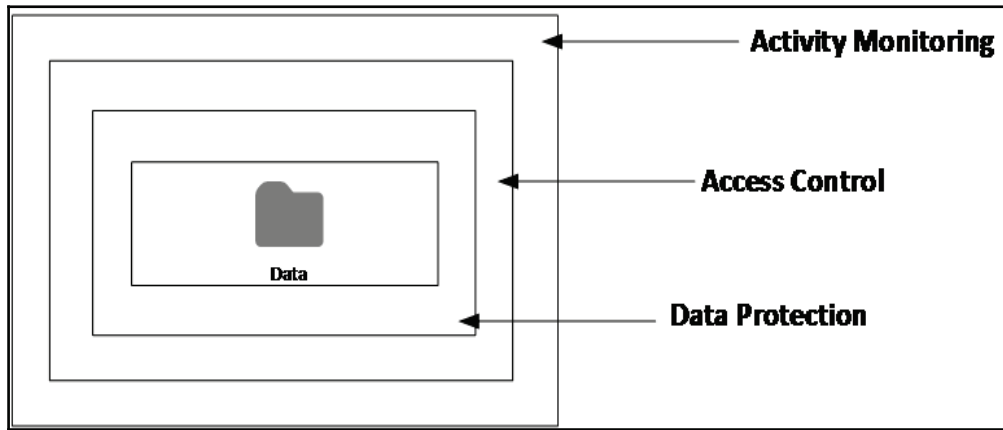 Activity Monitoring
Access Control
Data
Data Protection